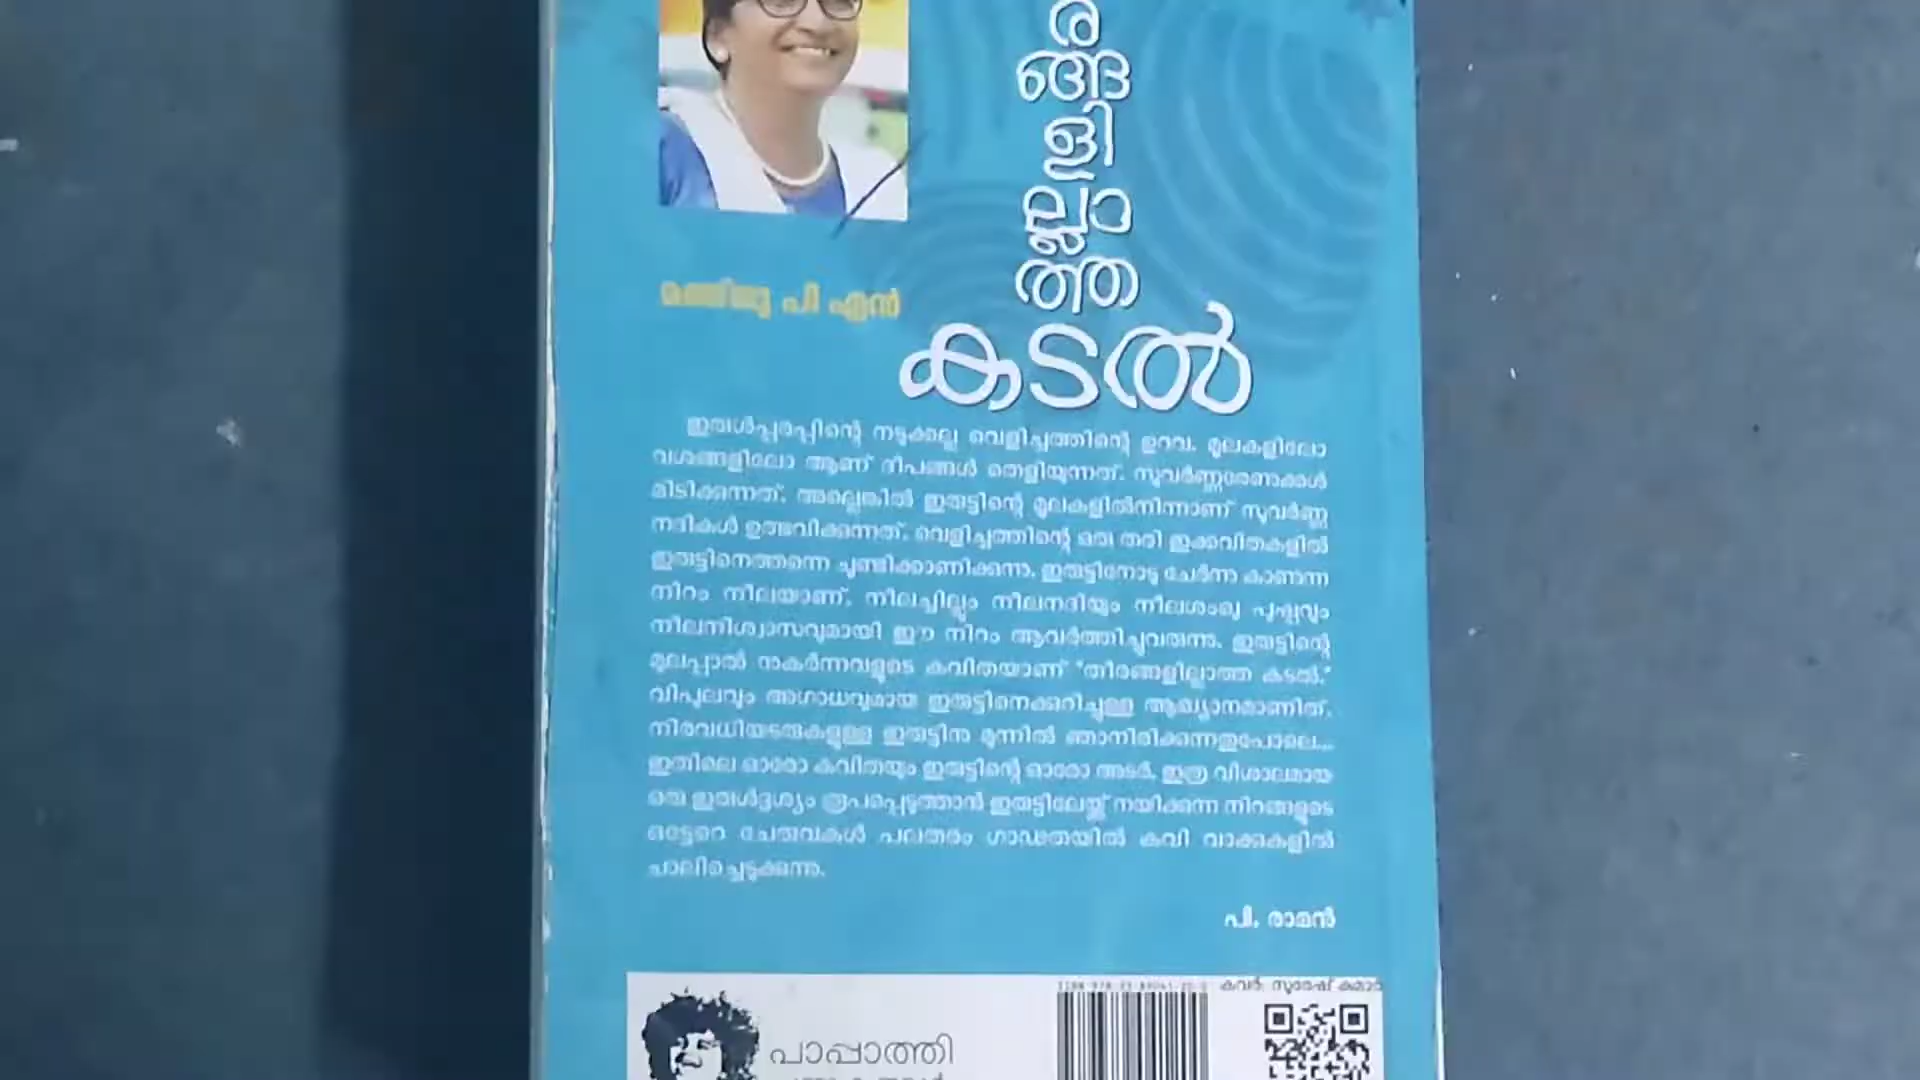 ര
ങ്ങ
ളി
ല്ലാ
ത്ത
കടൽ
മഞ്ജു പി എൻ
ഇരുൾപ്പരപ്പിന്റെ നടുക്കല്ല വെളിച്ചത്തിന്റെ ഉറവ. മൂലകളിലോ
വശങ്ങളിലോ ആണ് ദീപങ്ങൾ തെളിയുന്നത്. സുവർണ്ണരേണുക്കൾ
മിടിക്കുന്നത്. അല്ലെങ്കിൽ ഇരുട്ടിന്റെ മൂലകളിൽനിന്നാണ് സുവർണ്ണ
നദികൾ ഉത്ഭവിക്കുന്നത്. വെളിച്ചത്തിന്റെ ഒരു തരി ഇക്കവിതകളിൽ
ഇരുട്ടിനെത്തന്നെ ചൂണ്ടിക്കാണിക്കുന്നു. ഇരുട്ടിനോടു ചേർന്നു കാണുന്ന
നിറം നീലയാണ്. നീലച്ചില്ലും നീലനദിയും നീലശംഖു പുഷ്പവും
നീലനിശ്വാസവുമായി ഈ നിറം ആവർത്തിച്ചുവരുന്നു. ഇരുട്ടിന്റെ
മുലപ്പാൽ നുകർന്നവളുടെ കവിതയാണ് "തീരങ്ങളില്ലാത്ത കടൽ."
വിപുലവും അഗാധവുമായ ഇരുട്ടിനെക്കുറിച്ചുള്ള ആഖ്യാനമാണിത്.
നിരവധിയടരുകളുള്ള ഇരുട്ടിനു മുന്നിൽ ഞാനിരിക്കുന്നതുപോലെ...
ഇതിലെ ഓരോ കവിതയും ഇരുട്ടിന്റെ ഓരോ അടര്. ഇത്ര വിശാലമായ
ഒരു ഇരുൾദൃശ്യം രൂപപ്പെടുത്താൻ ഇരുട്ടിലേയ്ക്ക് നയിക്കുന്ന നിറങ്ങളുടെ
ഒട്ടേറെ ചേരുവകൾ പലതരം ഗാഢതയിൽ കവി വാക്കുകളിൽ
ചാലിച്ചെടുക്കുന്നു.
പി. രാമൻ
കവർ: സുരേഷ് കുമാർ
പാപ്പാത്തി